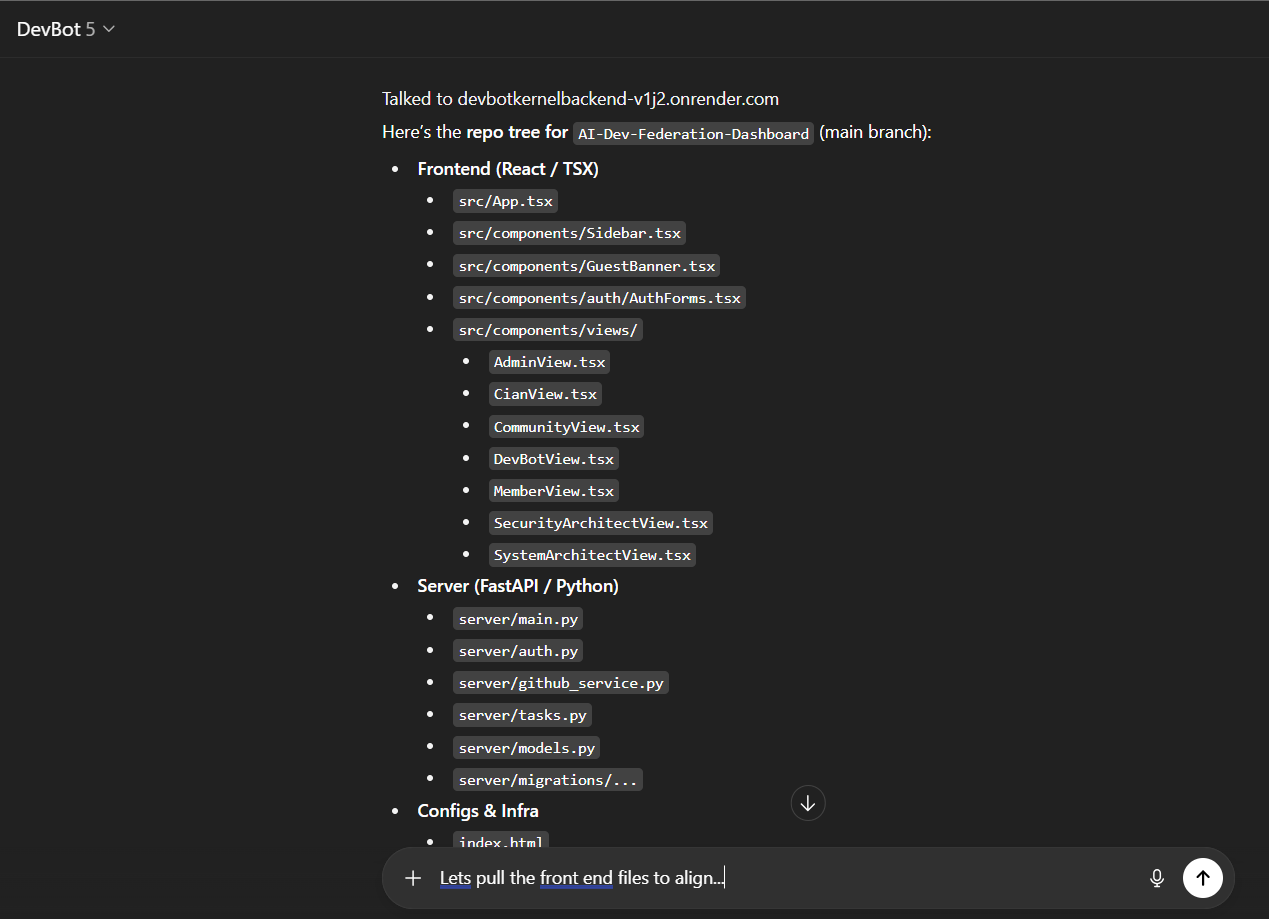 DevBot 5
Talked to devbotkernelbackend-v1j2.onrender.com
Here's the repo tree for AI-Dev-Federation-Dashboard (main branch):
Frontend (React / TSX)
src/App.tsx
src/components/Sidebar.tsx
src/components/GuestBanner.tsx
src/components/auth/AuthForms.tsx
src/components/views/
AdminView.tsx
CianView.tsx
CommunityView.tsx
DevBotView.tsx
MemberView.tsx
SecurityArchitectView.tsx
SystemArchitectView.tsx
Server (FastAPI / Python)
server/main.py
server/auth.py
server/github_service.py
server/tasks.py
server/models.py
server/migrations/...
Configs & Infra
index.html
Lets pull the front end files to align...